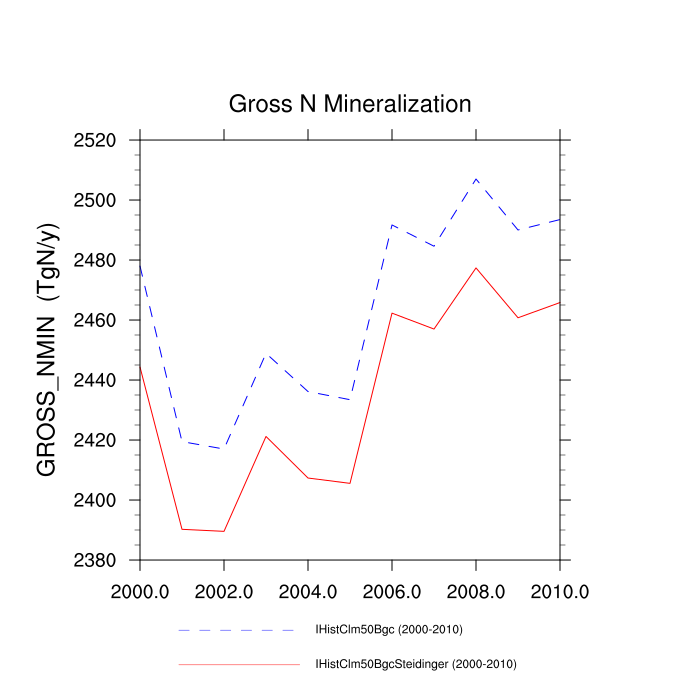 Gross N Mineralization
GROSS_NMIN (TgN/y)
2520
2500
2480
2460
2440
2420
2400
2380
2000.0 2002.0 2004.0 2006.0 2008.0 2010.0
IHistClm50Bgc (2000-2010)
IHistClm50BgcSteidinger (2000-2010)